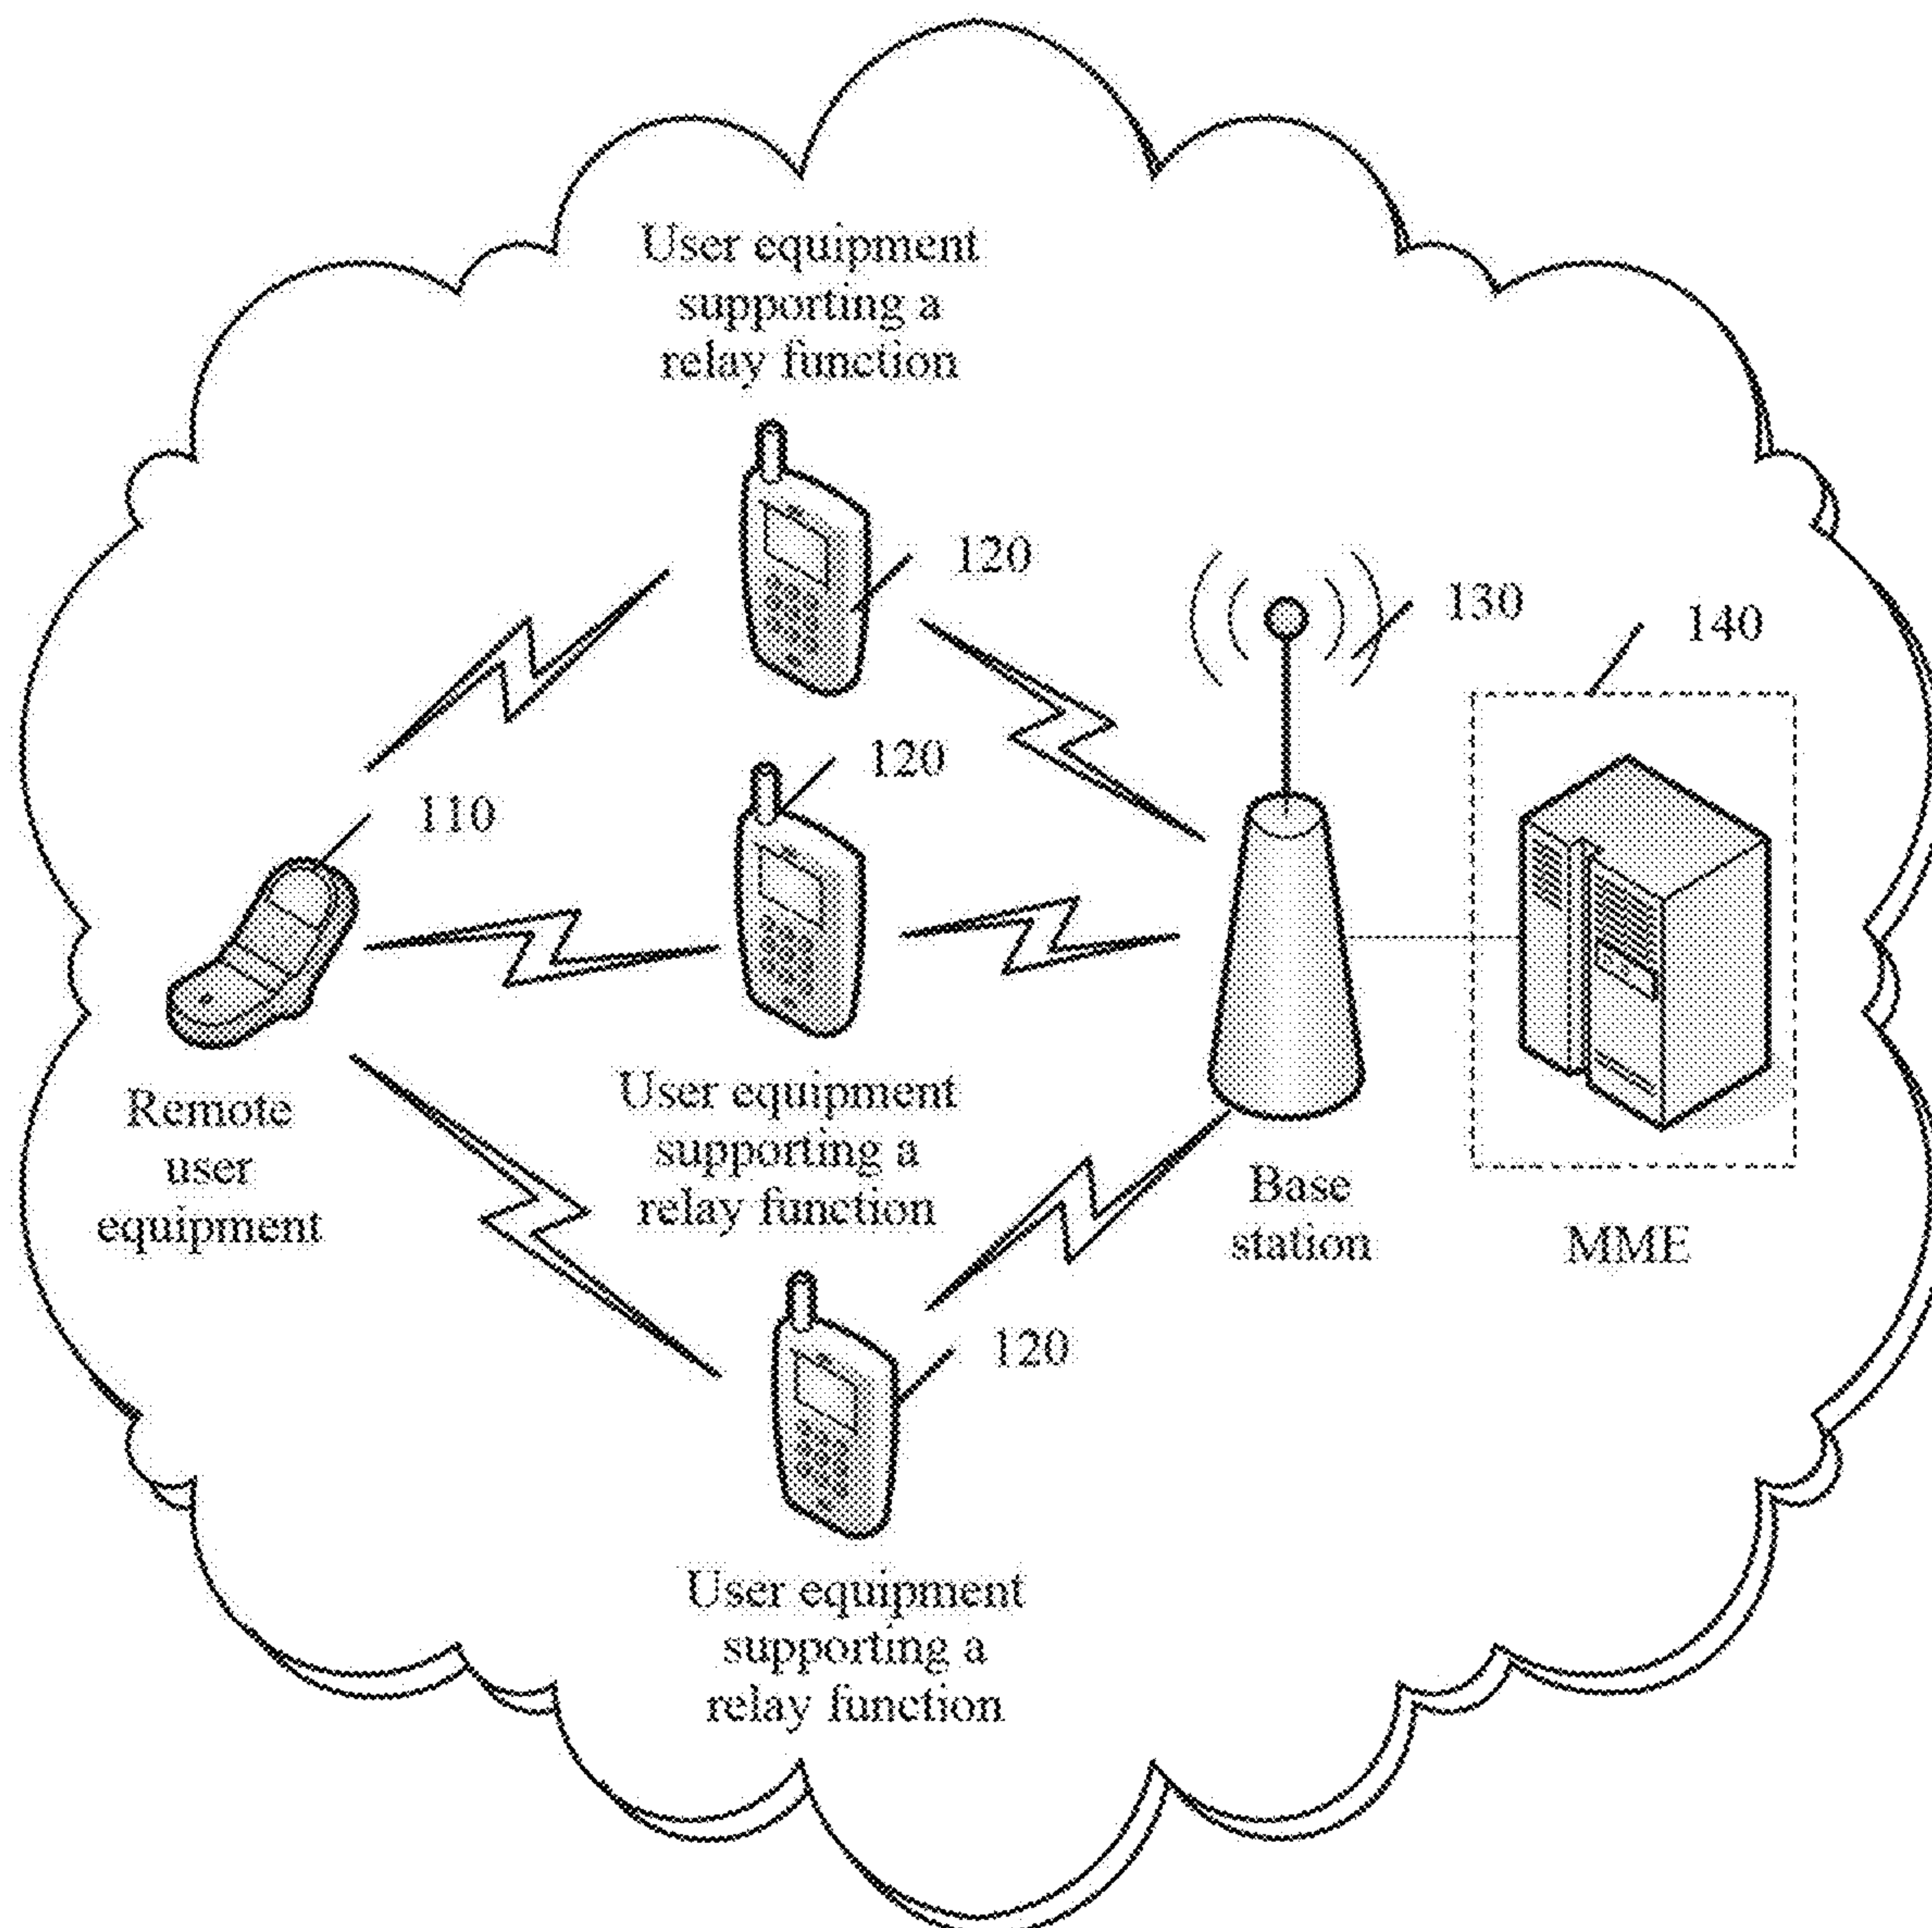 User equipment
supporting a
relay function
120
130
140
120
110
Remote
user
equipment
User equipment
supporting a
relay function
Base
station
MME
120
User equipment
supporting a
relay function